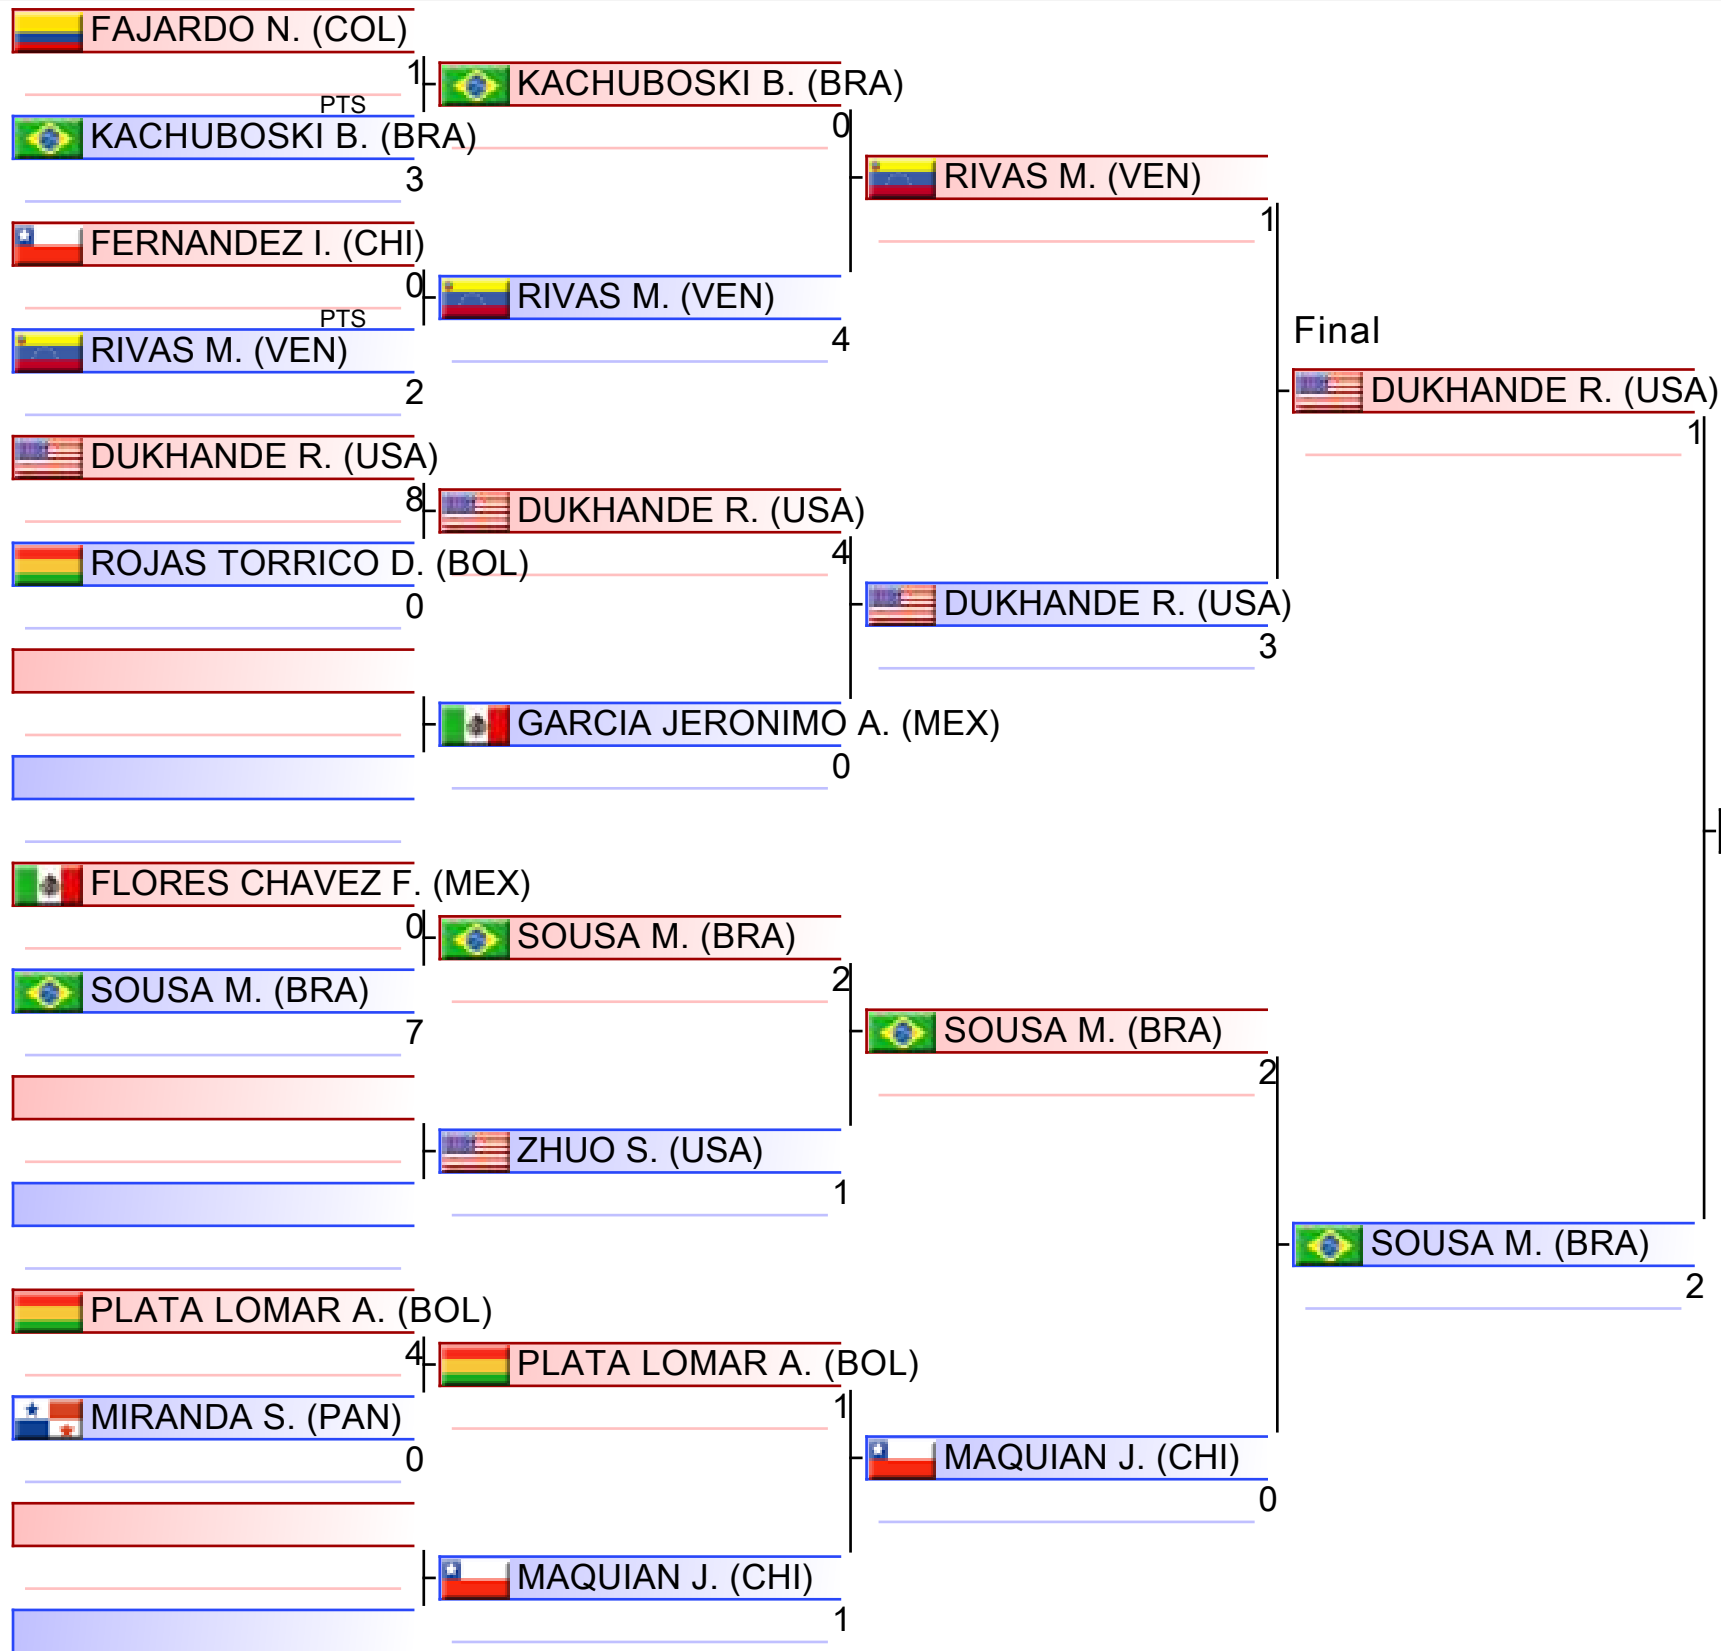 FAJARDO N. (COL)
1
PTS
KACHUBOSKI B. (BRA)
3
FERNANDEZ I. (CHI)
0
PTS
RIVAS M. (VEN)
2
DUKHANDE R. (USA)
8
ROJAS TORRICO D. (BOL)
0
FLORES CHAVEZ F. (MEX)
0
SOUSA M. (BRA)
7
PLATA LOMAR A. (BOL)
4
MIRANDA S. (PAN)
0
KACHUBOSKI B. (BRA)
0
RIVAS M. (VEN)
4
DUKHANDE R. (USA)
4
GARCIA JERONIMO A. (MEX)
0
SOUSA M. (BRA)
2
ZHUO S. (USA)
1
PLATA LOMAR A. (BOL)
1
MAQUIAN J. (CHI)
1
RIVAS M. (VEN)
1
DUKHANDE R. (USA)
3
SOUSA M. (BRA)
2
MAQUIAN J. (CHI)
0
Final
DUKHANDE R. (USA)
1
SOUSA M. (BRA)
2